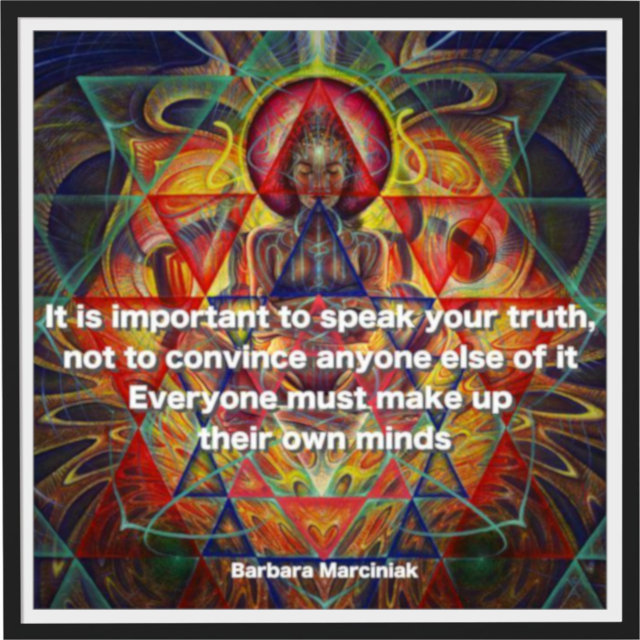 It is important to speak your truth,
not to convince anyone else of it
Everyone must make up
their own minds
Barbara Marciniak